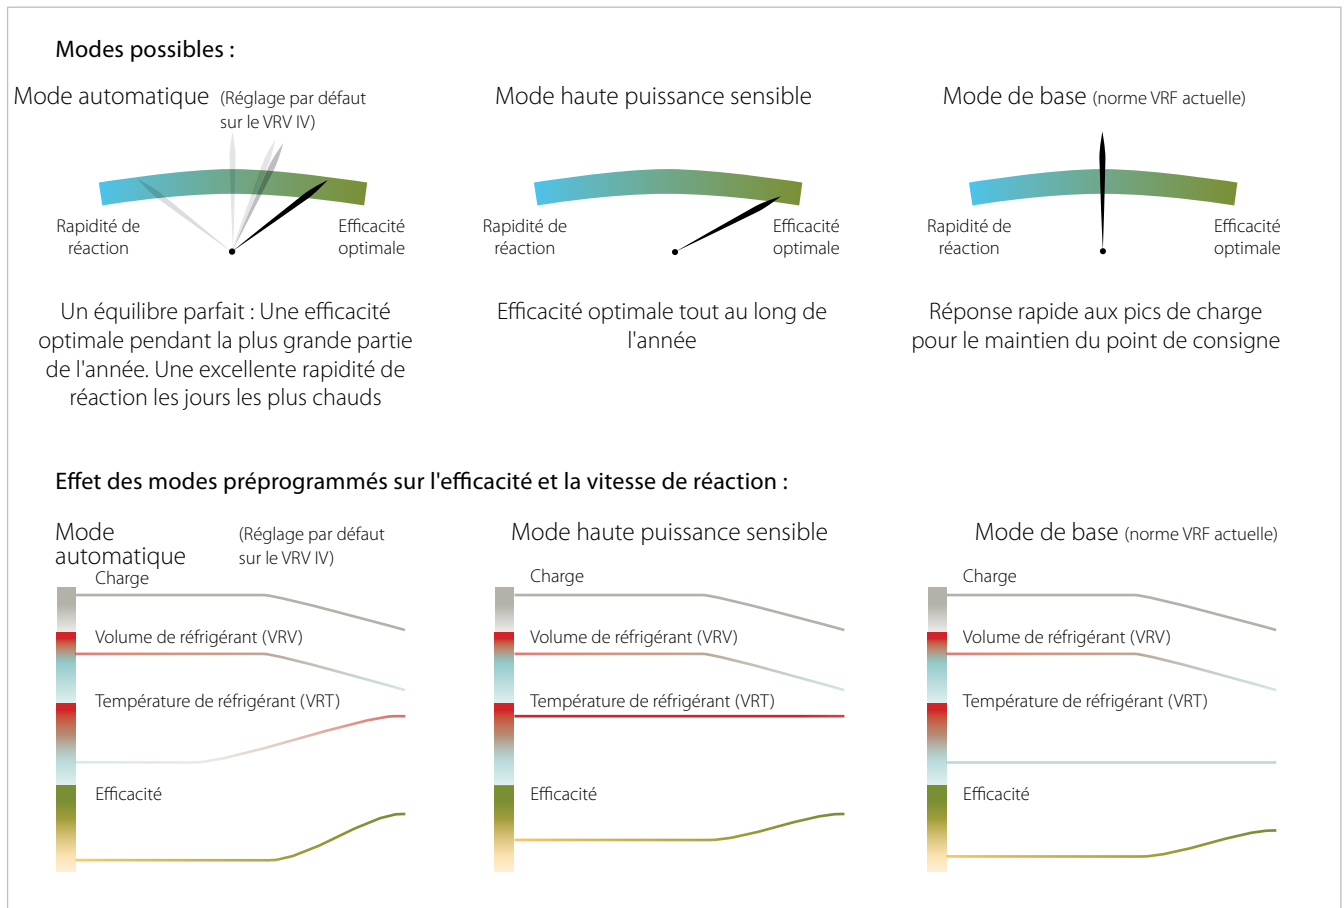 Modes possibles :
Mode automatique (Réglage par défaut
sur le VRV IV)
Rapidité de
réaction
Efficacité
optimale
Un équilibre parfait : Une efficacité
optimale pendant la plus grande partie
de l'année. Une excellente rapidité de
réaction les jours les plus chauds
Mode haute puissance sensible
Rapidité de
réaction
Efficacité
optimale
Efficacité optimale tout au long de
l'année
Mode de base (norme VRF actuelle)
Rapidité de
réaction
Efficacité
optimale
Réponse rapide aux pics de charge
pour le maintien du point de consigne
Effet des modes préprogrammés sur l'efficacité et la vitesse de réaction :
Mode
automatique
(Réglage par défaut
sur le VRV IV)
Charge
Volume de réfrigérant (VRV)
Température de réfrigérant (VRT)
Efficacité
Mode haute puissance sensible
Charge
Volume de réfrigérant (VRV)
Température de réfrigérant (VRT)
Efficacité
Mode de base (norme VRF actuelle)
Charge
Volume de réfrigérant (VRV)
Température de réfrigérant (VRT)
Efficacité